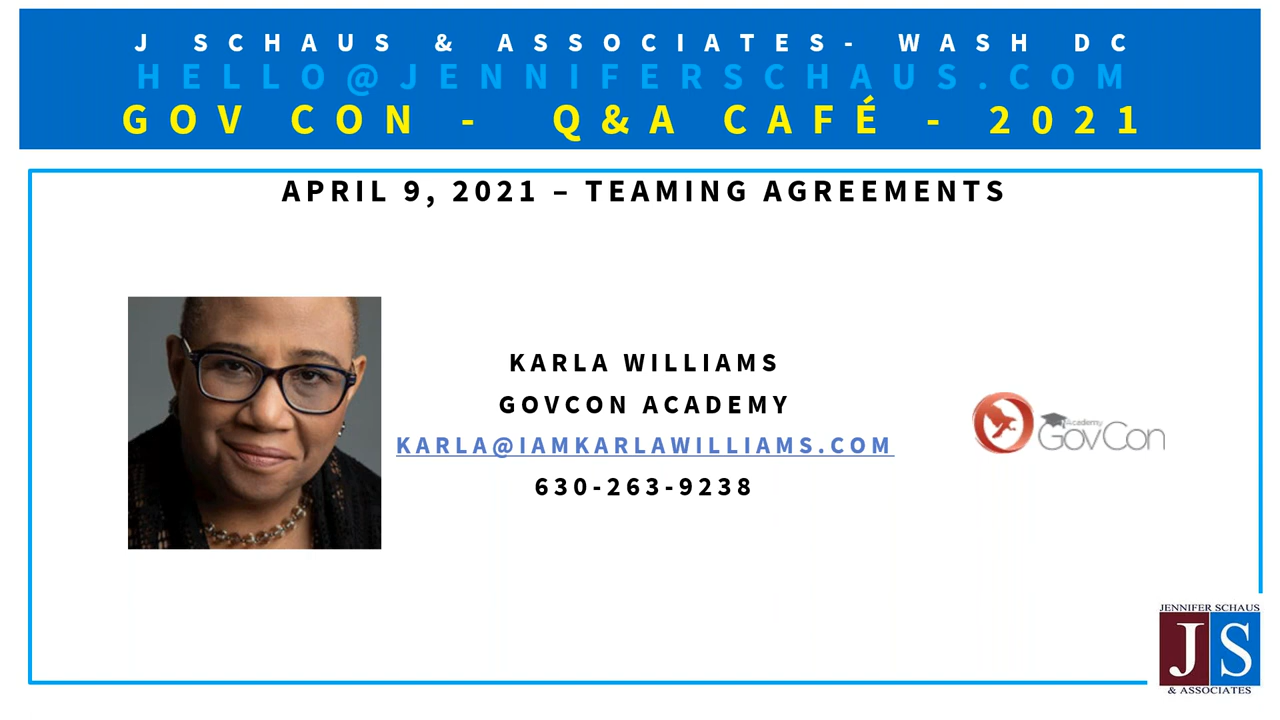 J SCHAUS & ASSOCIATES- WASH DC
HELLO@JENNIFERSCHAUS.COM
GOV CON - Q&A CAFÉ - 2021
APRIL 9, 2021 – TEAMING AGREEMENTS
KARLA WILLIAMS
GOVCON ACADEMY
KARLA@IAMKARLAWILLIAMS.COM
630-263-9238
Academy
GovCon
JENNIFER SCHAUS
JS
& ASSOCIATES